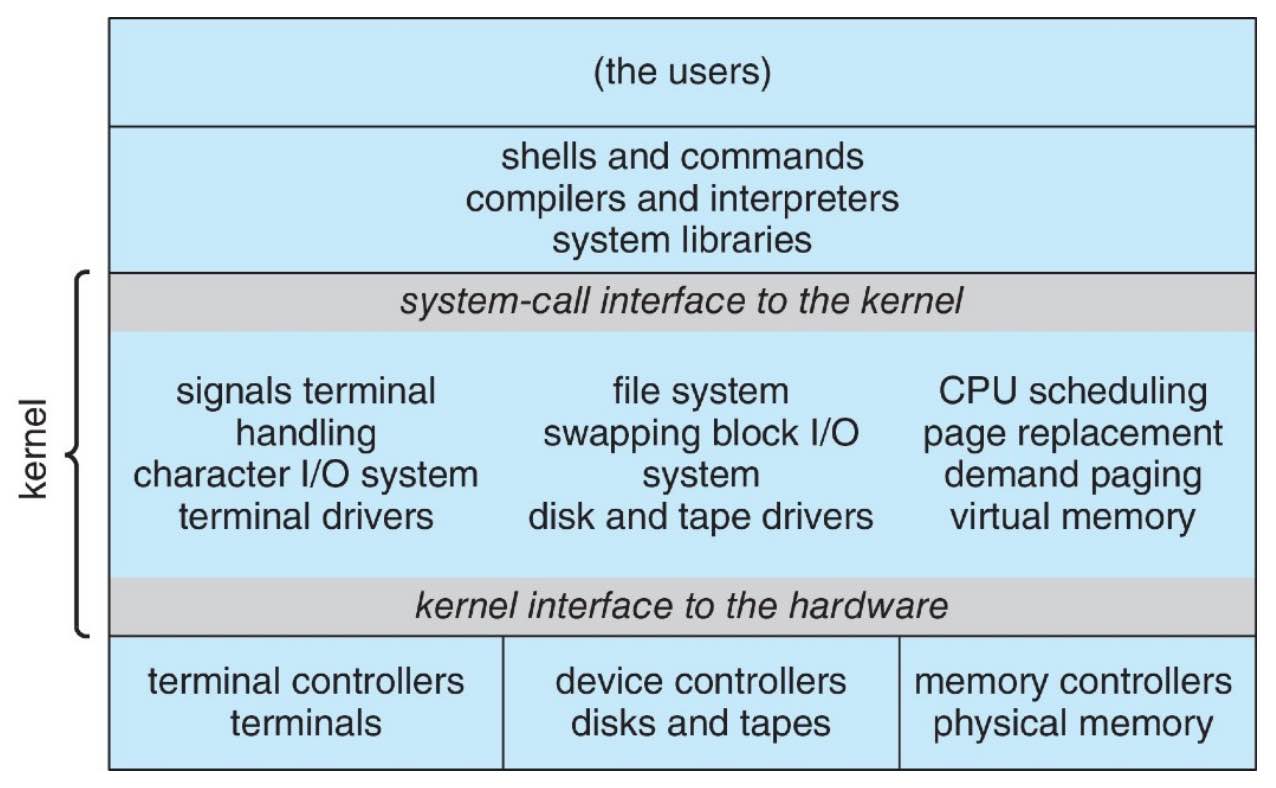 (the users)
shells and commands
compilers and interpreters
system libraries
kernel
system-call interface to the kernel
signals terminal
handling
character I/O system
terminal drivers
file system
swapping block I/O
system
disk and tape drivers
CPU scheduling
page replacement
demand paging
virtual memory
kernel interface to the hardware
terminal controllers
terminals
device controllers
disks and tapes
memory controllers
physical memory